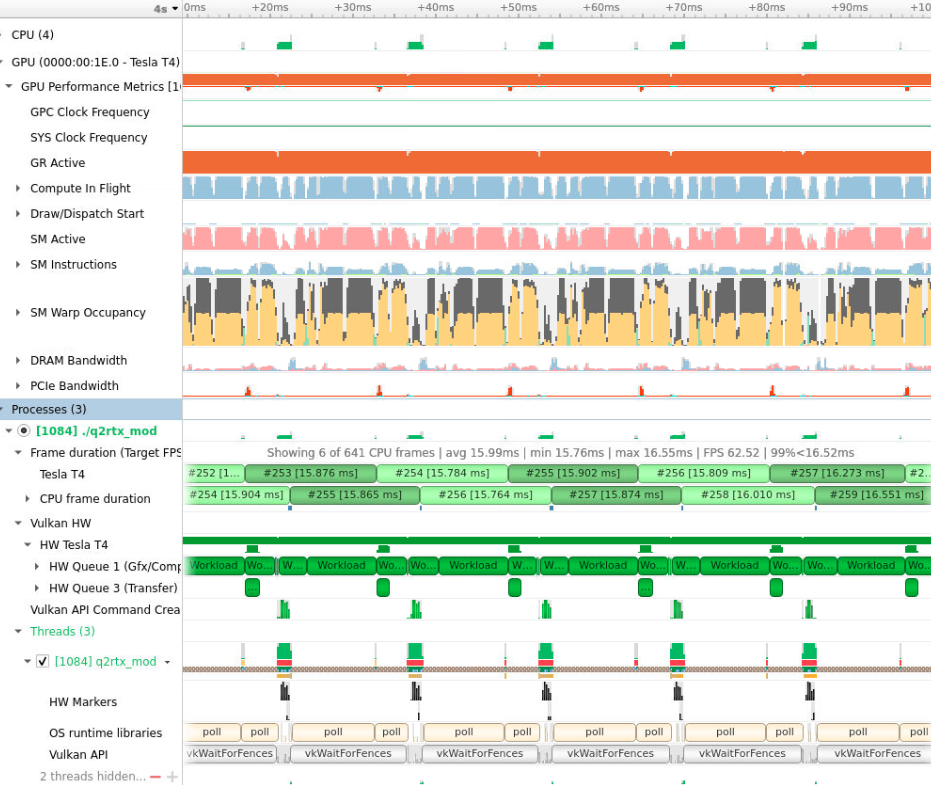 4s 0ms +20ms +30ms +40ms +50ms +60ms +70ms +80ms +90ms +10
CPU (4)
GPU (0000:00:1E.0 - Tesla T4)
GPU Performance Metrics [1
GPC Clock Frequency
SYS Clock Frequency
GR Active
Compute In Flight
Draw/Dispatch Start
SM Active
SM Instructions
SM Warp Occupancy
DRAM Bandwidth
PCIe Bandwidth
Processes (3)
[1084] ./q2rtx_mod
Frame duration (Target FPS Showing 6 of 641 CPU frames | avg 15.99ms | min 15.76ms | max 16.55ms | FPS 62.52 | 99%<16.52ms
Tesla T4 #252 [1... #253 [15.876 ms] #254 [15.784 ms] #255 [15.902 ms] #256 [15.809 ms] #257 [16.273 ms] #2..
CPU frame duration #254 [15.904 ms] #255 [15.865 ms] #256 [15.764 ms] #257 [15.874 ms] #258 [16.010 ms] #259 [16.551 ms]
Vulkan HW
HW Tesla T4
HW Queue 1 (Gfx/Comp Workload Wo... W... Workload Wo... Wo... Workload Wo... W... Workload Wo... W... Workload Wo... Wo... Workload Wo..
HW Queue 3 (Transfer) ... ... ... ... ... ...
Vulkan API Command Crea
Threads (3)
[1084] q2rtx_mod
HW Markers
OS runtime libraries poll poll poll poll poll poll poll poll poll poll poll poll
Vulkan API vkWaitForFences vkWaitForFences vkWaitForFences vkWaitForFences vkWaitForFences vkWaitForFences
2 threads hidden...